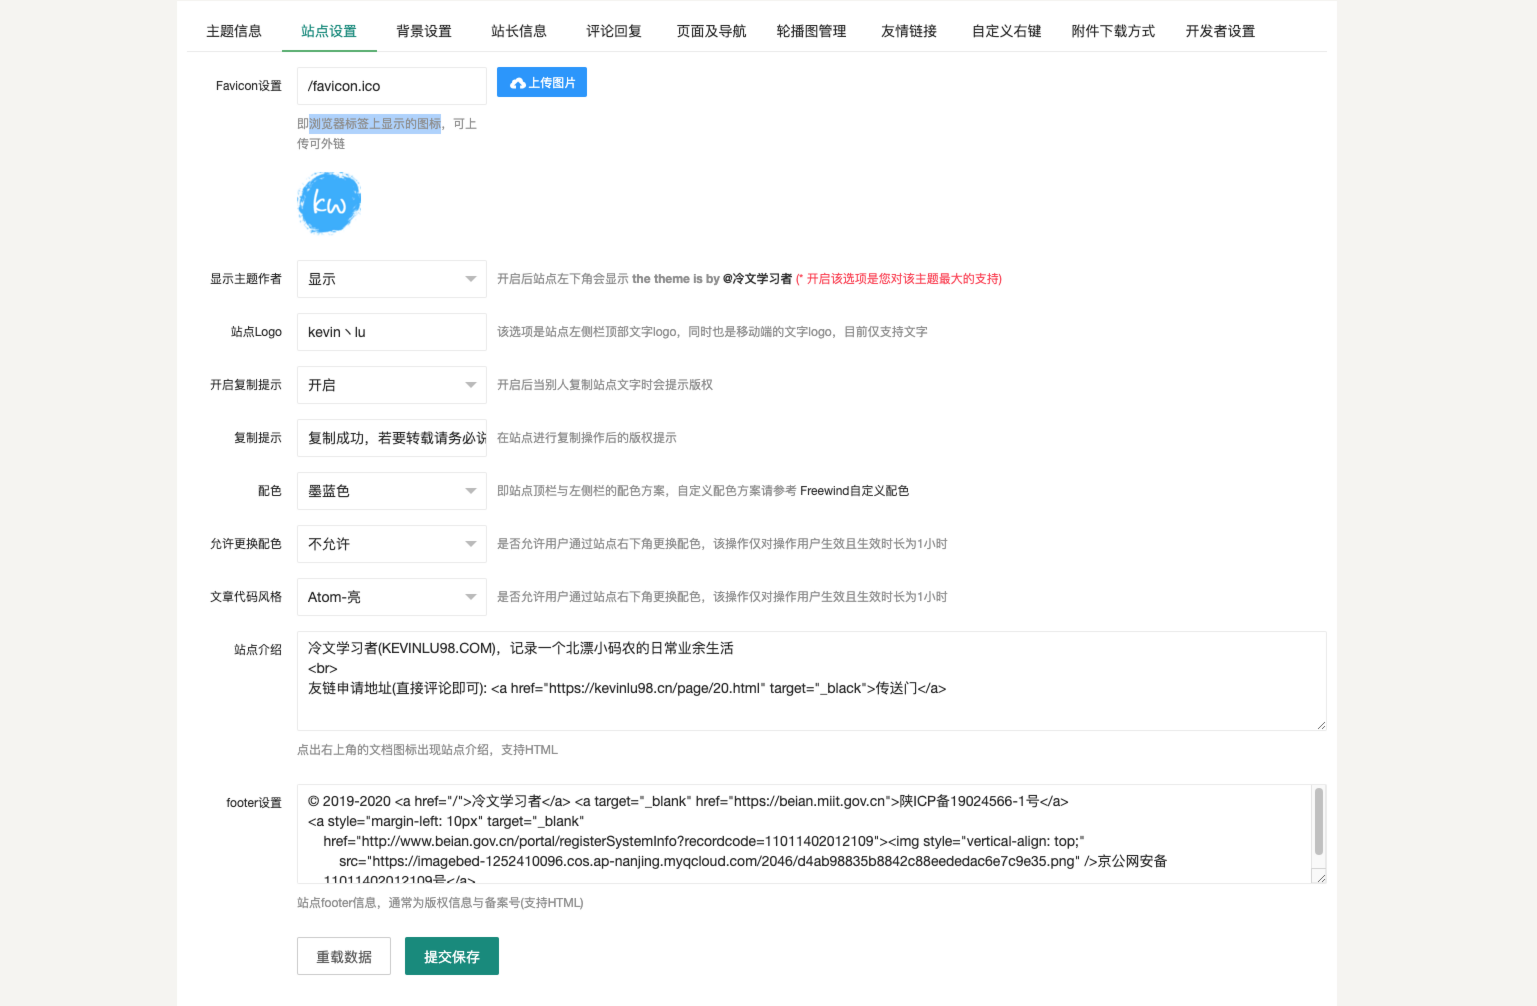 主题信息 站点设置 背景设置 站长信息 评论回复 页面及导航 轮播图管理 友情链接 自定义右键 附件下载方式 开发者设置
Favicon设置 /favicon.ico 上传图片
即浏览器标签上显示的图标，可上
传可外链
kw
显示主题作者 显示 开启后站点左下角会显示 the theme is by @冷文学习者 (* 开启该选项是您对该主题最大的支持)
站点Logo kevin丶lu 该选项是站点左侧栏顶部文字logo，同时也是移动端的文字logo，目前仅支持文字
开启复制提示 开启 开启后当别人复制站点文字时会提示版权
复制提示 复制成功，若要转载请务必说 在站点进行复制操作后的版权提示
配色 墨蓝色 即站点顶栏与左侧栏的配色方案，自定义配色方案请参考 Freewind自定义配色
允许更换配色 不允许 是否允许用户通过站点右下角更换配色，该操作仅对操作用户生效且生效时长为1小时
文章代码风格 Atom-亮 是否允许用户通过站点右下角更换配色，该操作仅对操作用户生效且生效时长为1小时
站点介绍 冷文学习者(KEVINLU98.COM)，记录一个北漂小码农的日常业余生活
<br>
友链申请地址(直接评论即可): <a href="https://kevinlu98.cn/page/20.html" target="_black">传送门</a>
点出右上角的文档图标出现站点介绍，支持HTML
footer设置 © 2019-2020 <a href="/">冷文学习者</a> <a target="_blank" href="https://beian.miit.gov.cn">陕ICP备19024566-1号</a>
<a style="margin-left: 10px" target="_blank"
href="http://www.beian.gov.cn/portal/registerSystemInfo?recordcode=11011402012109"><img style="vertical-align: top;"
src="https://imagebed-1252410096.cos.ap-nanjing.myqcloud.com/2046/d4ab98835b8842c88eededac6e7c9e35.png" />京公网安备
11011402012109号</a>
站点footer信息，通常为版权信息与备案号(支持HTML)
重载数据 提交保存